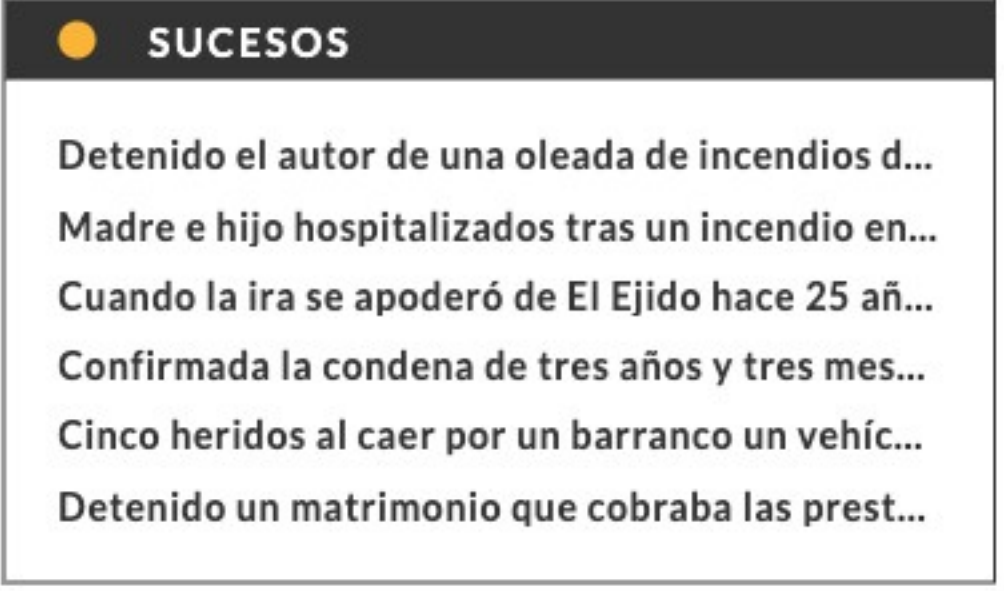 SUCESOS
Detenido el autor de una oleada de incendios d...
Madre e hijo hospitalizados tras un incendio en...
Cuando la ira se apoderó de El Ejido hace 25 añ...
Confirmada la condena de tres años y tres mes...
Cinco heridos al caer por un barranco un vehíc...
Detenido un matrimonio que cobraba las prest...